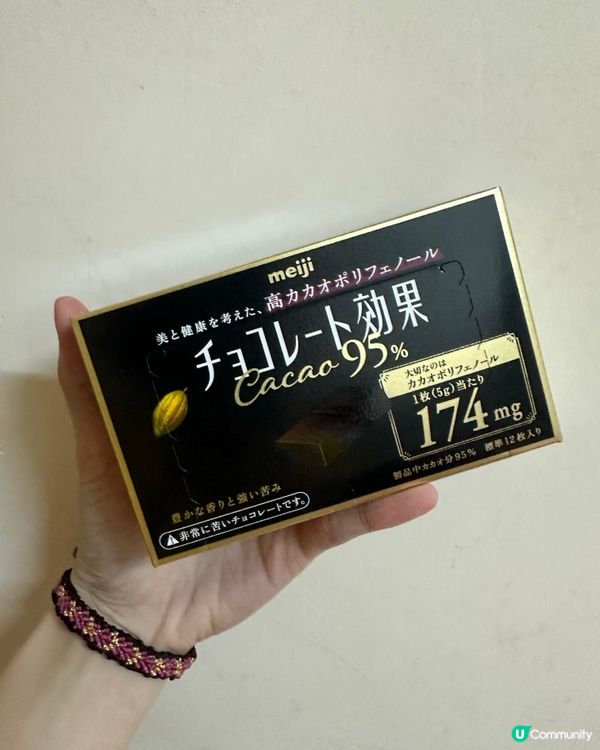 meiji
美と健康を考えた、高カカオポリフェノール
チョコレート効果
Cacao 95%
大切なのは
カカオポリフェノール
1枚(5g)当たり
174mg
製品中カカオ分95% 標準12枚入り
豊かな香りと強い苦み
非常に苦いチョコレートです。
U Community